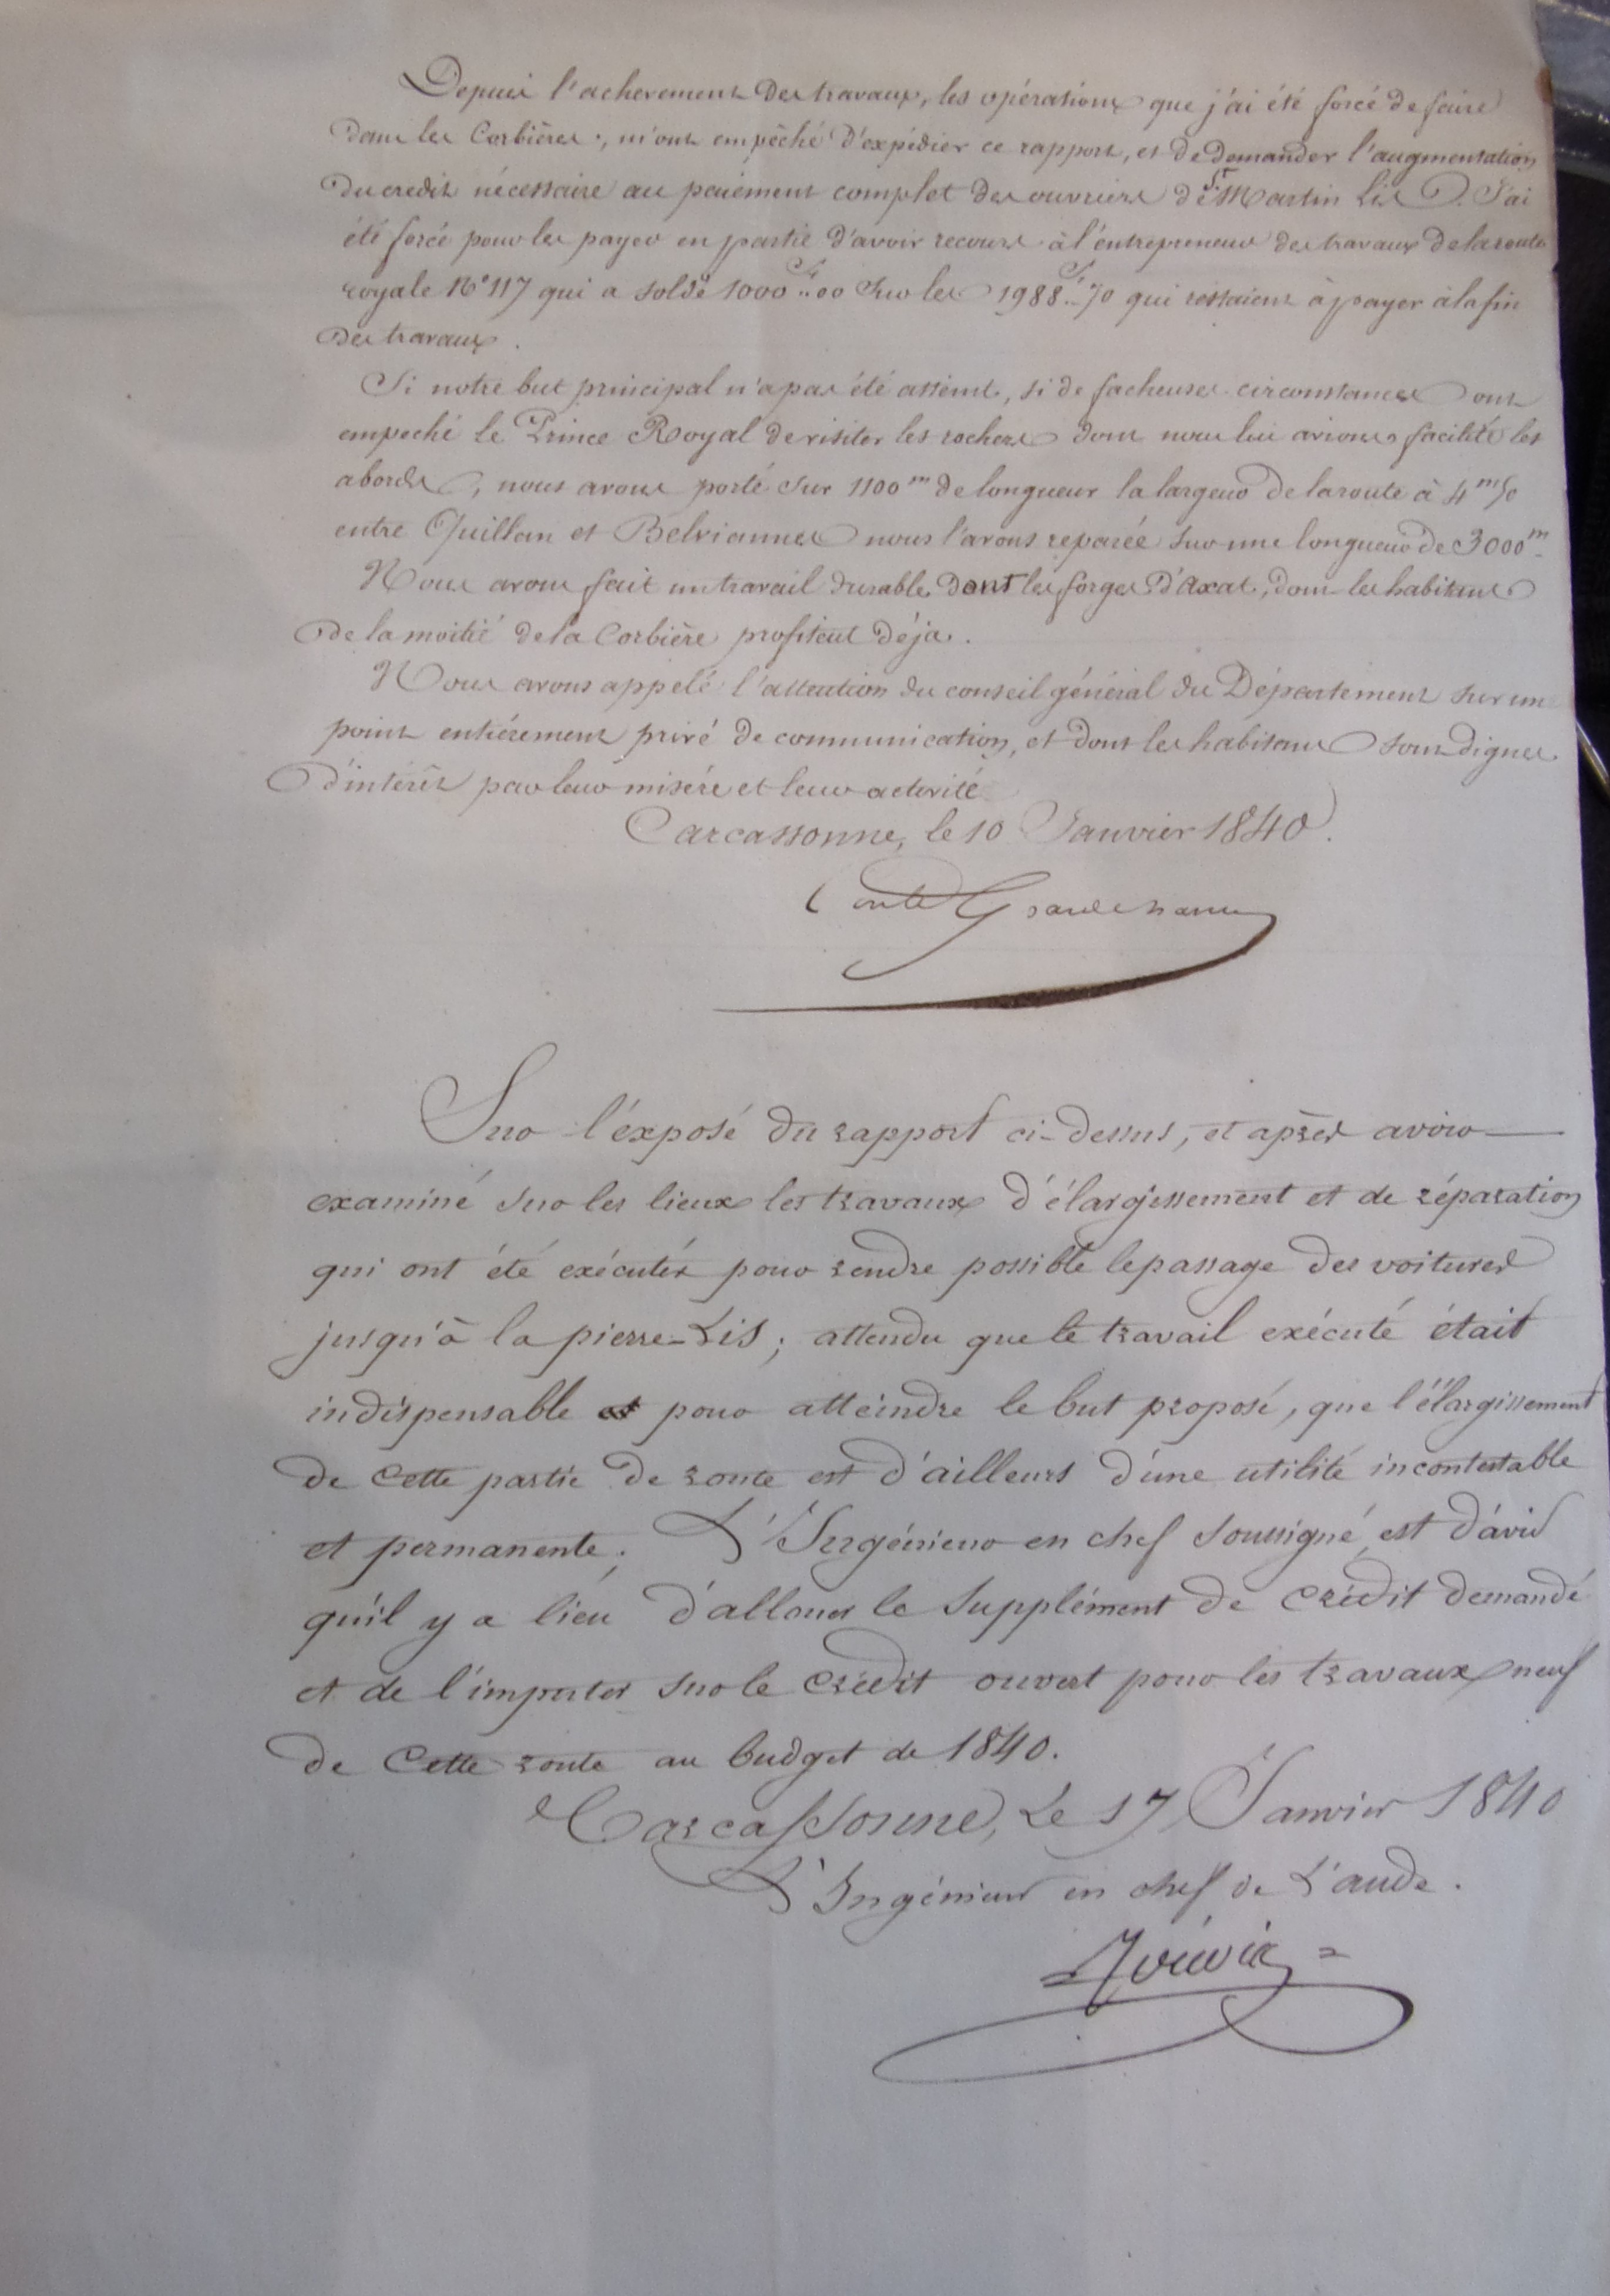 Depuis l'achevement des travaux, les opérations que j'ai été forcé de faire
dans les Corbières, m'ont empêché d'expédier ce rapport, et de demander l'augmentation
du credit nécessaire au paiement complet des ouvriers de St Martin Lis. J'ai
été forcé pour les payer en partie d'avoir recours à l'entrepreneur des travaux de la route
royale N° 117 qui a soldé 1000 fr..00 sur les 1988 fr..70 qui restaient à payer à la fin
des travaux.
Si notre but principal n'a pas été atteint, si de facheuses circonstances ont
empeché le Prince Royal de visiter les rochers dont nous lui avions facilité les
abords, nous avons porté sur 1100 m de longueur la largeur de la route à 4 m 50
entre Quillan et Belviannes nous l'avons reparée sur une longueur de 3000 m
Nous avons fait un travail durable dont les forges d'Axat, dont les habitans
de la moitié de la Corbière profitent déja.
Nous avons appelé l'attention du conseil général du Département sur un
point entiérement privé de communication, et dont les habitans sont dignes
d'intérêt par leur misére et leur activité
Carcassonne, le 10 Janvier 1840.
Sur l'éxposé du rapport ci-dessus, et après avoir
examiné sur les lieux les travaux d'élargissement et de réparation
qui ont été exécutés pour rendre possible le passage des voitures
jusqu'à la pierre-Lis; attendu que le travail exécuté était
indispensable pour atteindre le but proposé, que l'élargissement
de cette partie de route est d'ailleurs d'une utilité incontestable
et permanente; L'Ingénieur en chef soussigné, est d'avis
qu'il y a lieu d'allouer le supplément de crédit demandé
et de l'imputer sur le crédit ouvert pour les travaux neufs
de cette route au budget de 1840.
Carcassonne, Le 17 Janvier 1840
L'Ingénieur en chef de L'aude.